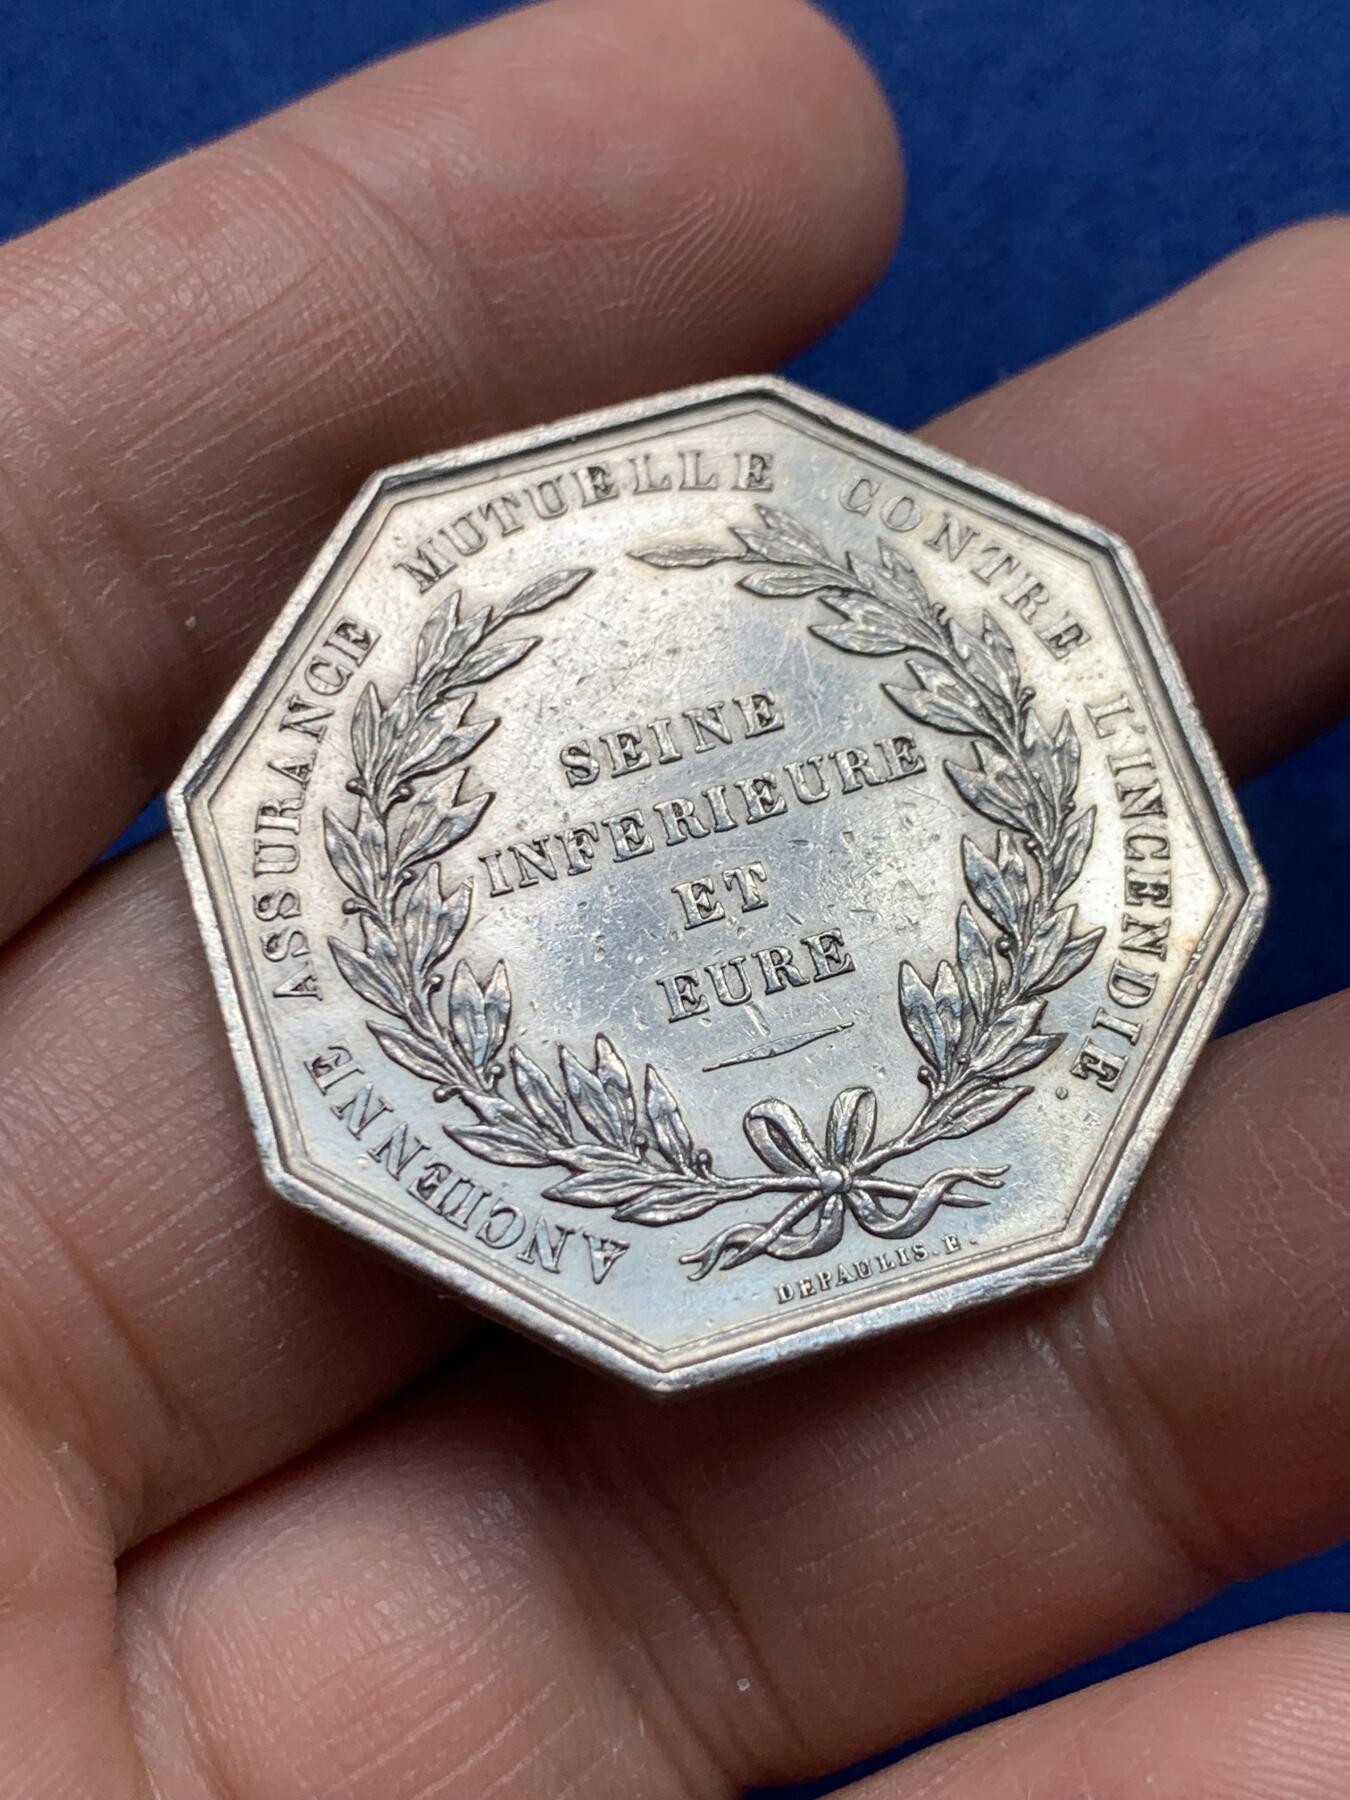 ANCIENNE ASSURANCE MUTUELLE CONTRE L'INCENDIE.
SEINE
INFERIEURE
ET
EURE
DEPAULIS. F.